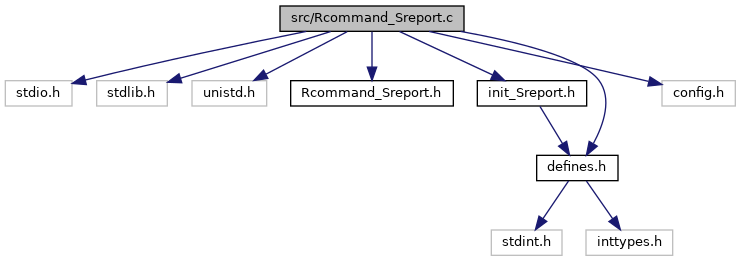 src/Rcommand_Sreport.c
stdio.h
stdlib.h
unistd.h
Rcommand_Sreport.h
init_Sreport.h
config.h
defines.h
stdint.h
inttypes.h